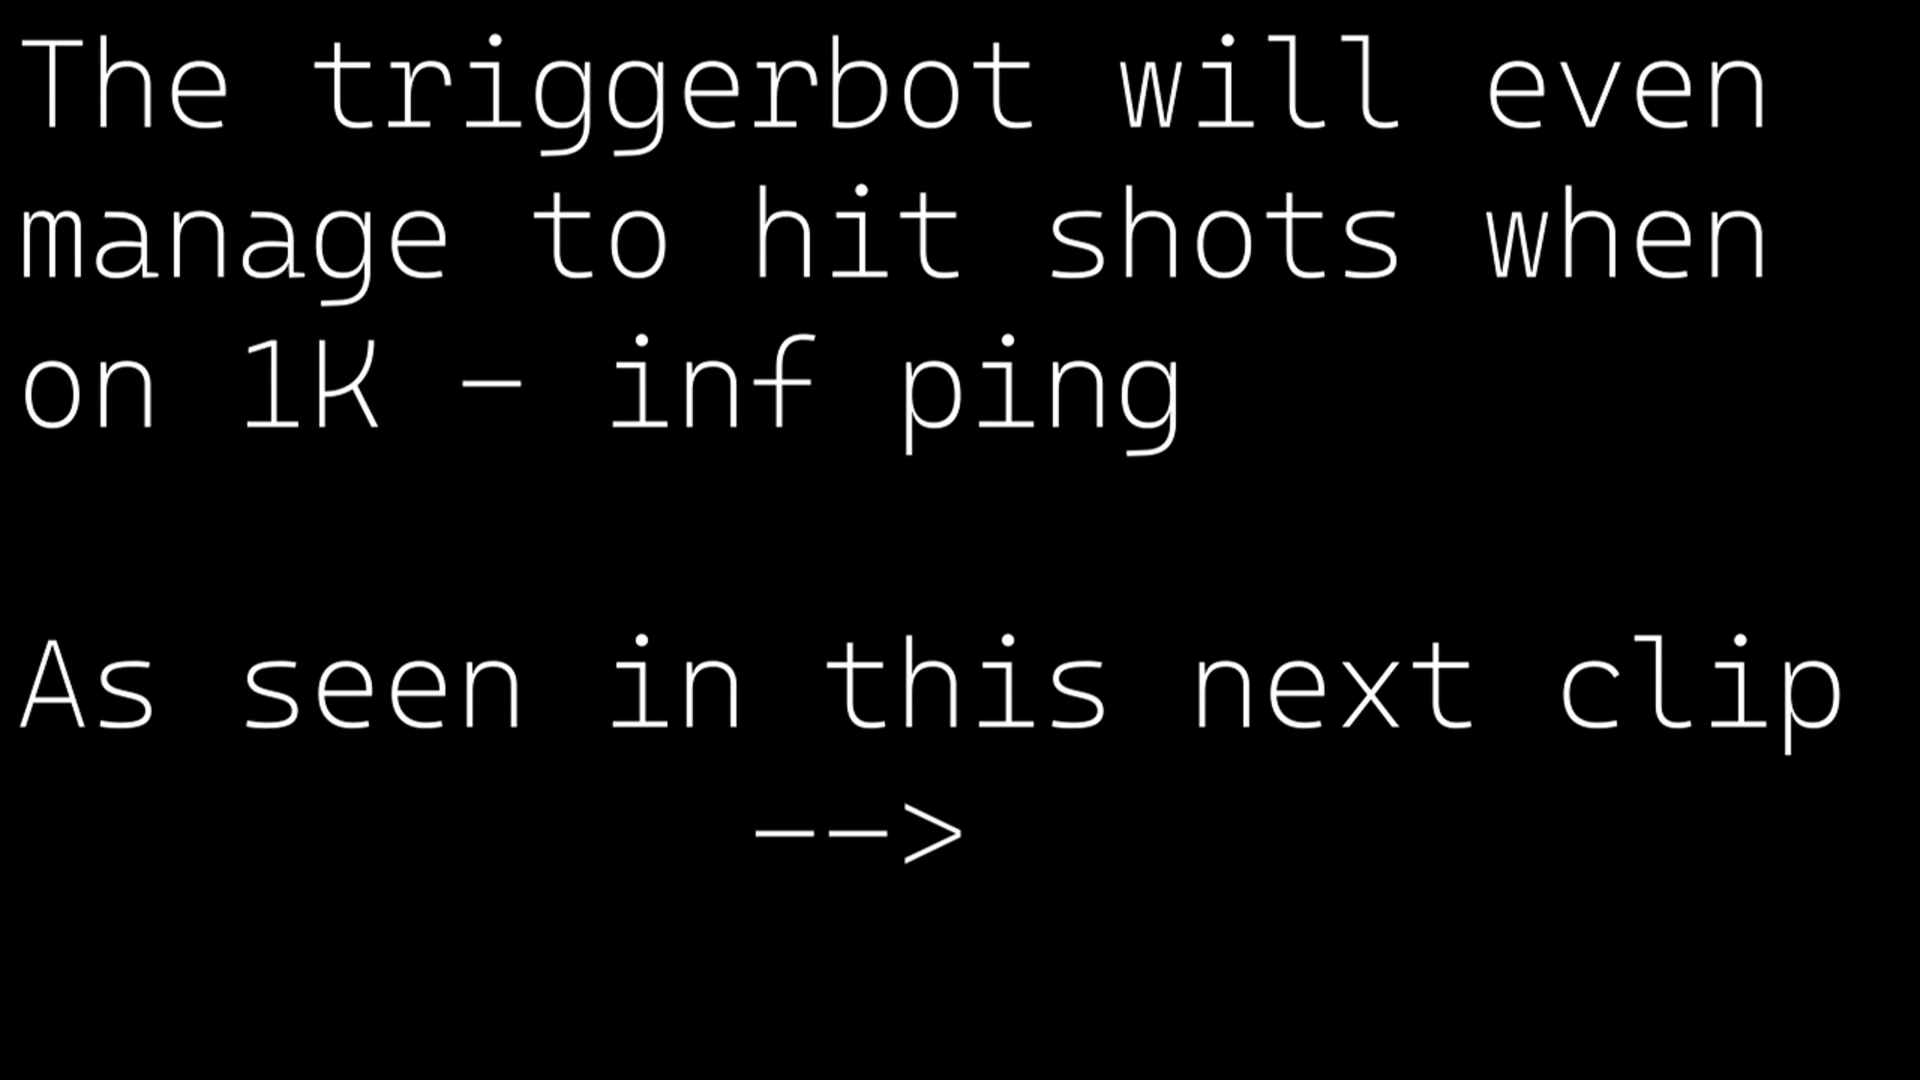 The triggerbot will even
manage to hit shots when
on 1K - inf ping
As seen in this next clip
-->